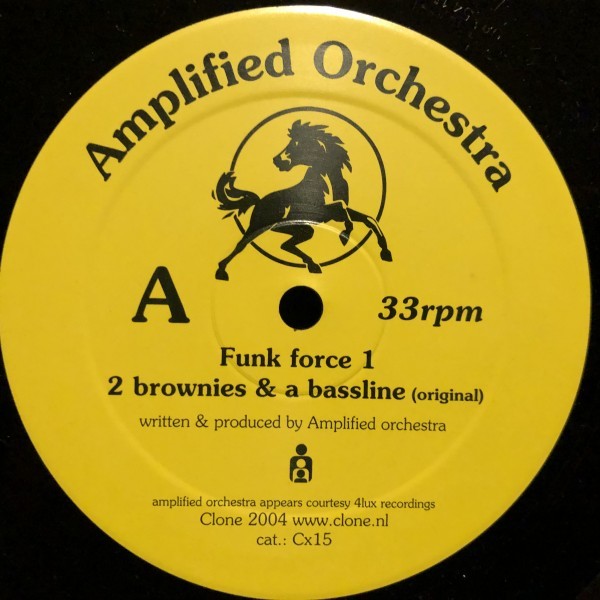 Amplified Orchestra
A
33rpm
Funk force 1
2 brownies & a bassline (original)
written & produced by Amplified orchestra
amplified orchestra appears courtesy 4lux recordings
Clone 2004 www.clone.nl
cat.: Cx15